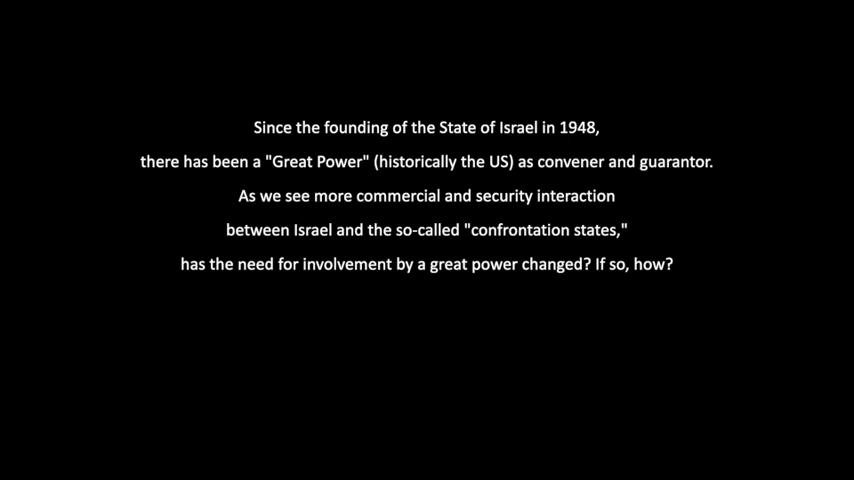 Since the founding of the State of Israel in 1948,
there has been a "Great Power" (historically the US) as convener and guarantor.
As we see more commercial and security interaction
between Israel and the so-called "confrontation states,"
has the need for involvement by a great power changed? If so, how?